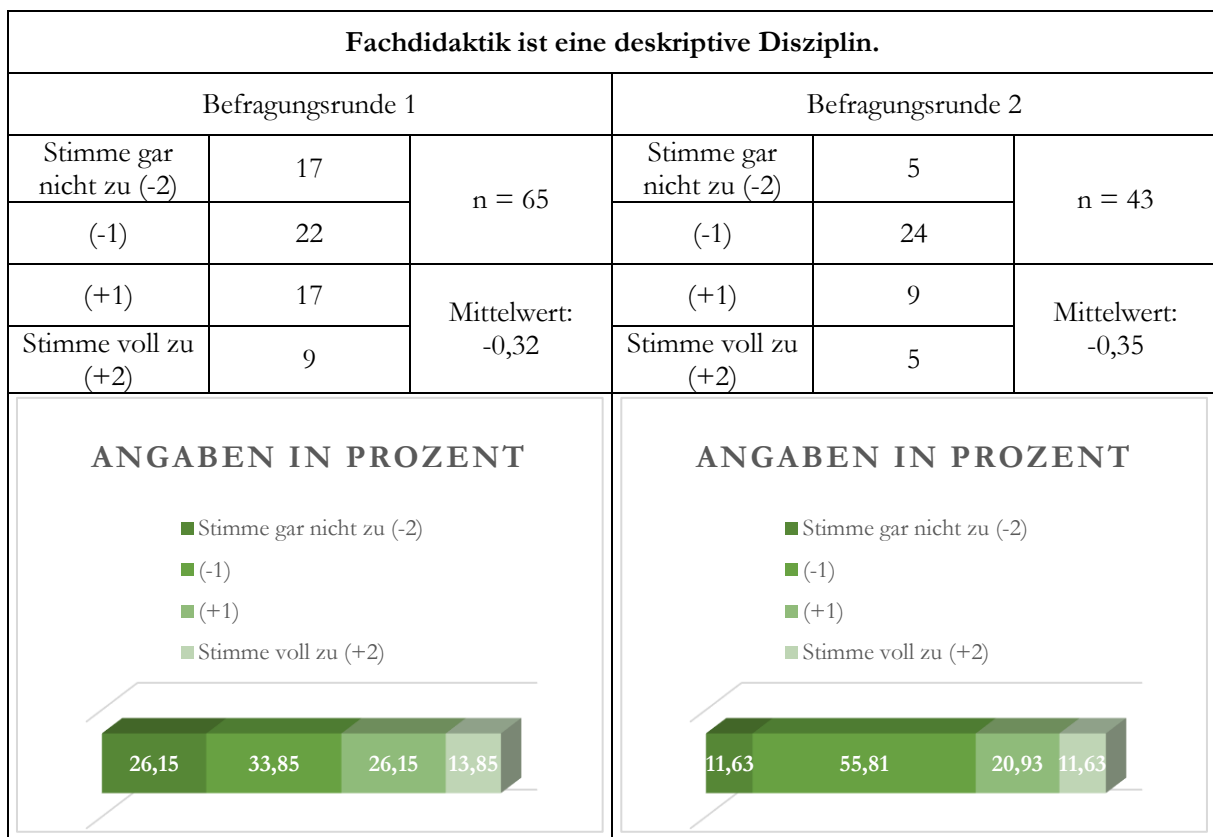 Fachdidaktik ist eine deskriptive Disziplin.
Befragungsrunde 1
Befragungsrunde 2
Stimme gar
nicht zu (-2)
17
n = 65
Stimme gar
nicht zu (-2)
5
n = 43
(-1)
22
(-1)
24
(+1)
17
Mittelwert:
-0,32
(+1)
9
Mittelwert:
-0,35
Stimme voll zu
(+2)
9
Stimme voll zu
(+2)
5
ANGABEN IN PROZENT
Stimme gar nicht zu (-2)
(-1)
(+1)
Stimme voll zu (+2)
26,15 33,85 26,15 13,85
ANGABEN IN PROZENT
Stimme gar nicht zu (-2)
(-1)
(+1)
Stimme voll zu (+2)
11,63 55,81 20,93 11,63